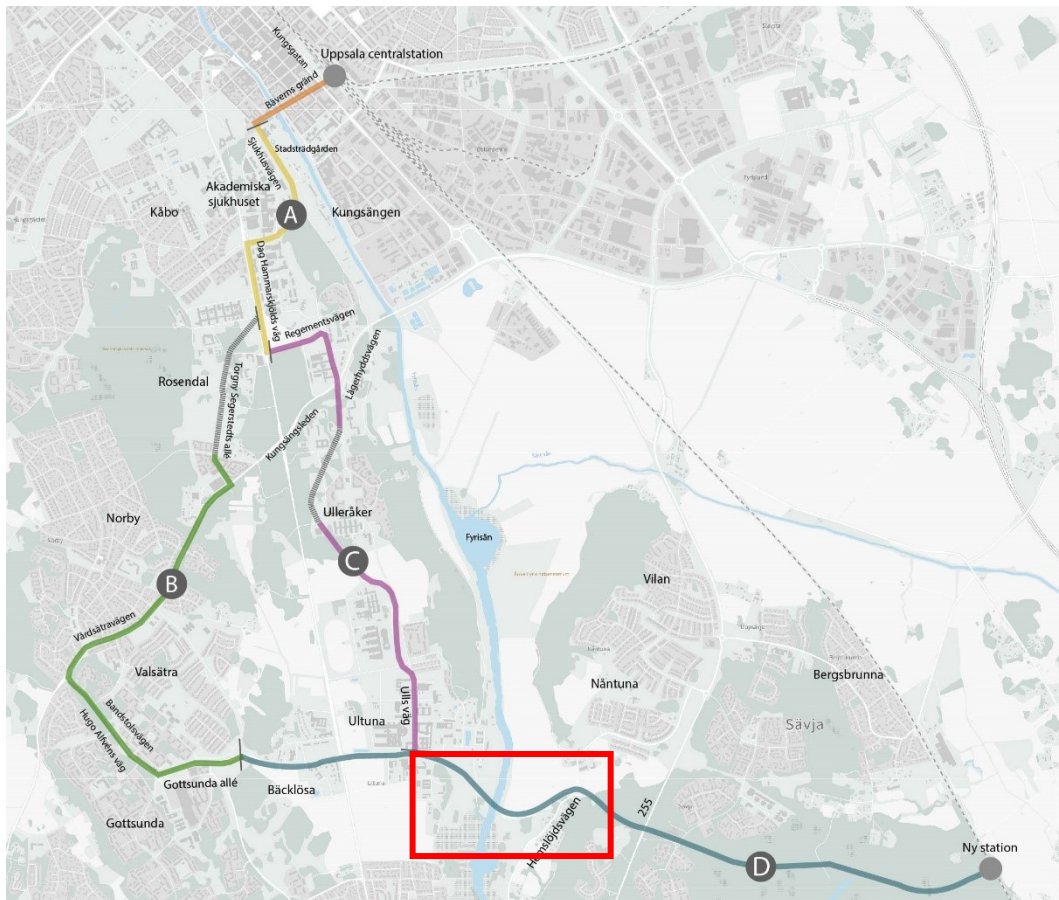 Kungsgatan
Uppsala centralstation
Bäverns gränd
Stadsträdgården
Sjukhusvägen
Akademiska
sjukhuset
Kåbo
A
Kungsängen
Dag Hammarskjölds väg
Regementsvägen
Lägerhyddsvägen
Rosendal
Torgny Segerstedts allé
Kungsängsleden
Ulleråker
Norby
Fyrisån
C
B
Vilan
Vårdsätravägen
Valsätra
Nåntuna
Nåntuna
Bergsbrunna
Sävja
Bandstolsvägen
Hugo Alfvéns väg
Ultuna
Ulls väg
Gottsunda allé
Bäcklösa
Gottsunda
Hemslöjdsvägen
255
D
Ny station